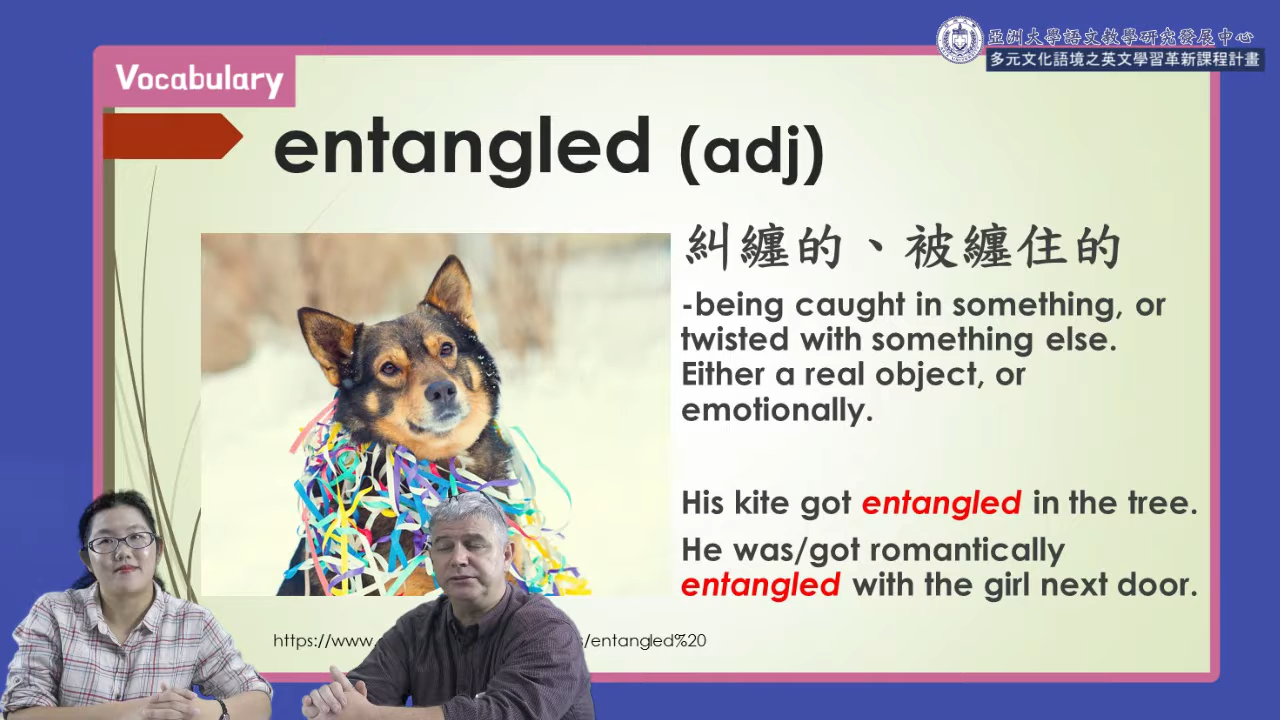 亞洲大學語文教學研究發展中心
多元文化語境之英文學習革新課程計畫
Vocabulary
entangled (adj)
糾纏的、被纏住的
-being caught in something, or
twisted with something else.
Either a real object, or
emotionally.
His kite got entangled in the tree.
He was/got romantically
entangled with the girl next door.
https://www. /entangled%20